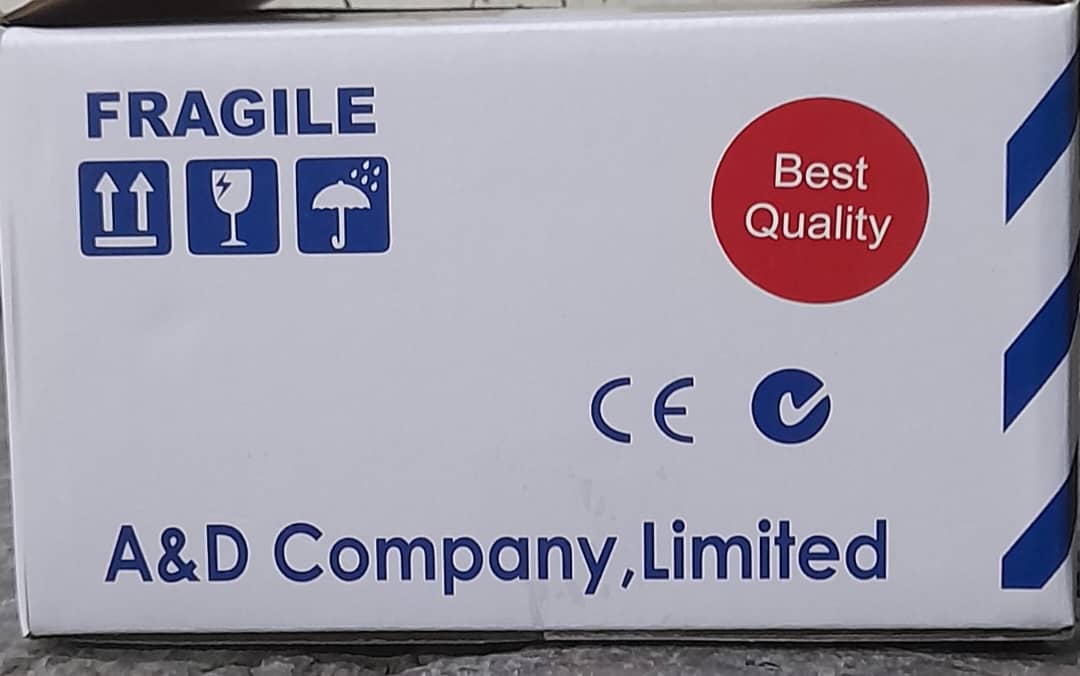 FRAGILE
Best
Quality
CE
A&D Company,Limited